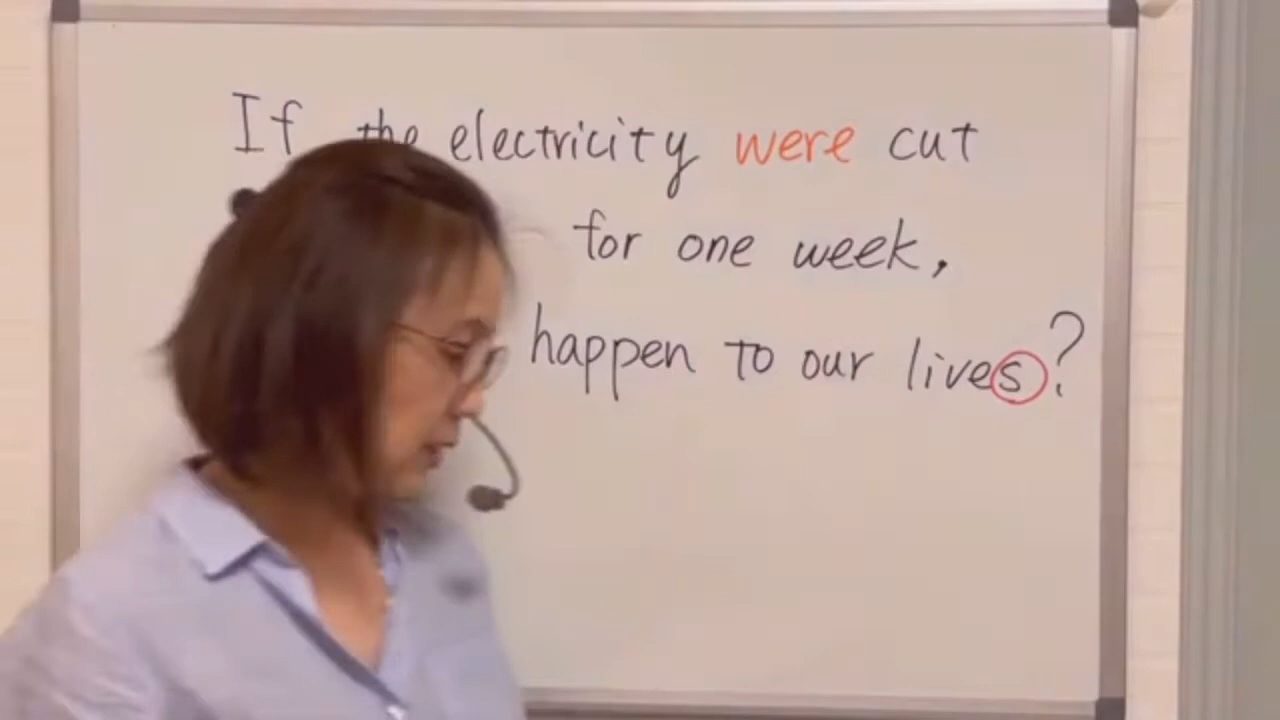 If the electricity were cut
for one week,
happen to our lives?